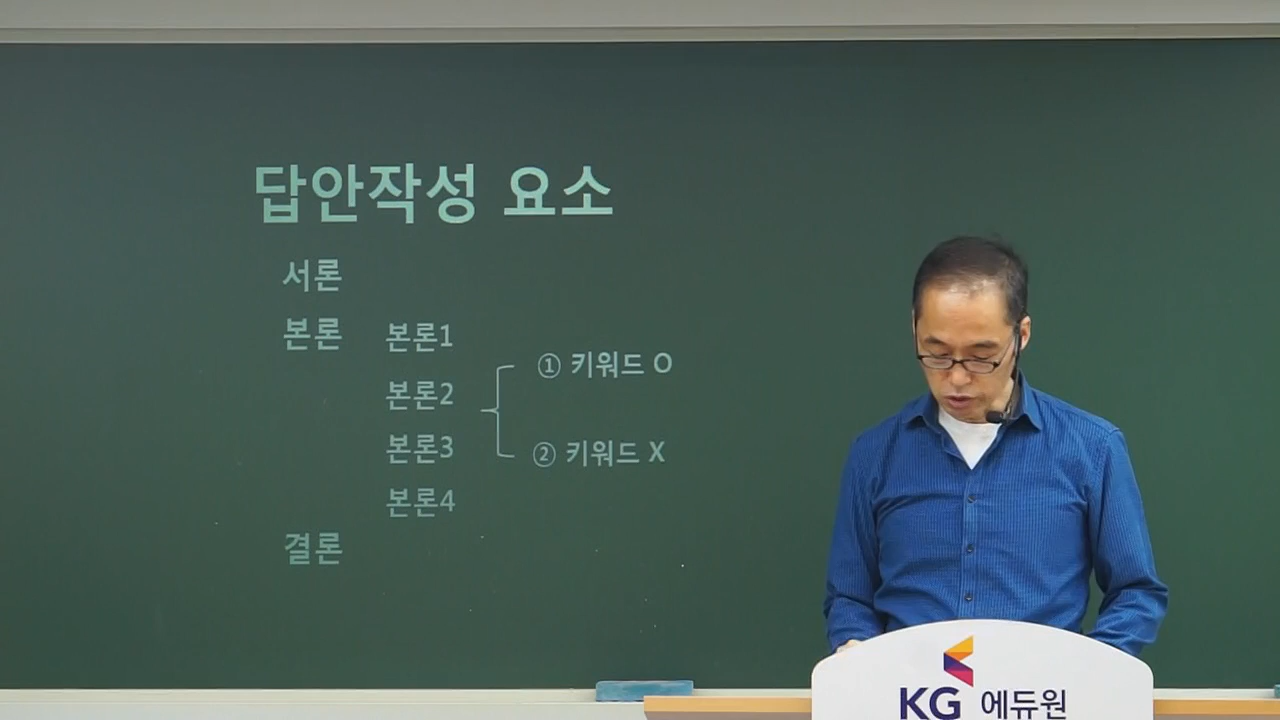 답안작성 요소
서론
본론 본론1
① 키워드 O
본론2
본론3
② 키워드 X
본론4
결론
KG 에듀원